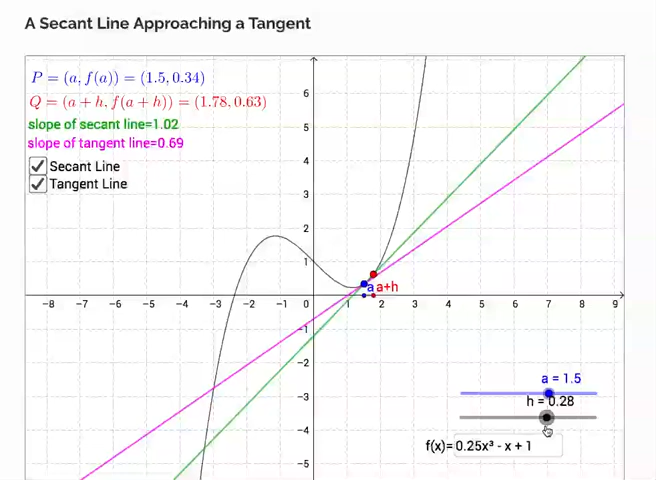 A Secant Line Approaching a Tangent
P = (a, f(a)) = (1.5, 0.34)
Q = (a + h, f(a + h)) = (1.78, 0.63)
slope of secant line=1.02
slope of tangent line=0.69
Secant Line
Tangent Line
6
5
4
3
2
1
a a+h
−8 −7 −6 −5 −4 −3 −2 −1 0 1 2 3 4 5 6 7 8 9
−1
−2
−3
−4
−5
a = 1.5
h = 0.28
f(x)= 0.25x³ - x + 1